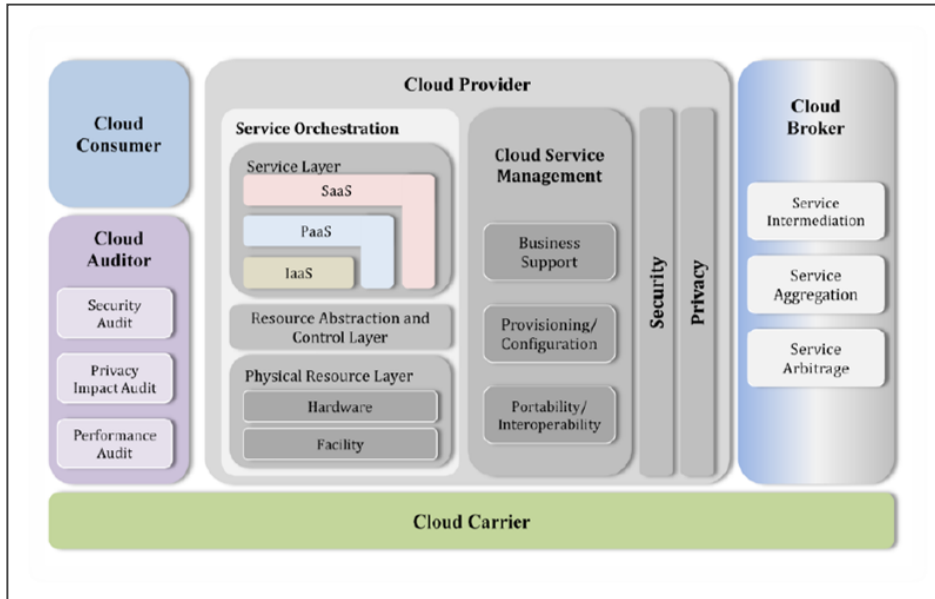 Cloud
Consumer
Cloud
Auditor
Security
Audit
Privacy
Impact Audit
Performance
Audit
Cloud Provider
Service Orchestration
Service Layer
SaaS
PaaS
IaaS
Resource Abstraction and
Control Layer
Physical Resource Layer
Hardware
Facility
Cloud Service
Management
Business
Support
Provisioning/
Configuration
Portability/
Interoperability
Security
Privacy
Cloud
Broker
Service
Intermediation
Service
Aggregation
Service
Arbitrage
Cloud Carrier